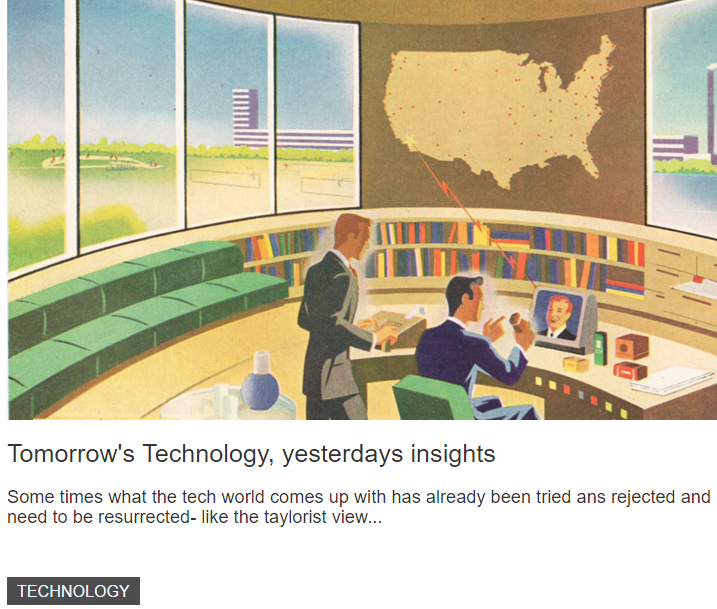 Tomorrow's Technology, yesterdays insights
Some times what the tech world comes up with has already been tried ans rejected and
need to be resurrected- like the taylorist view...
TECHNOLOGY